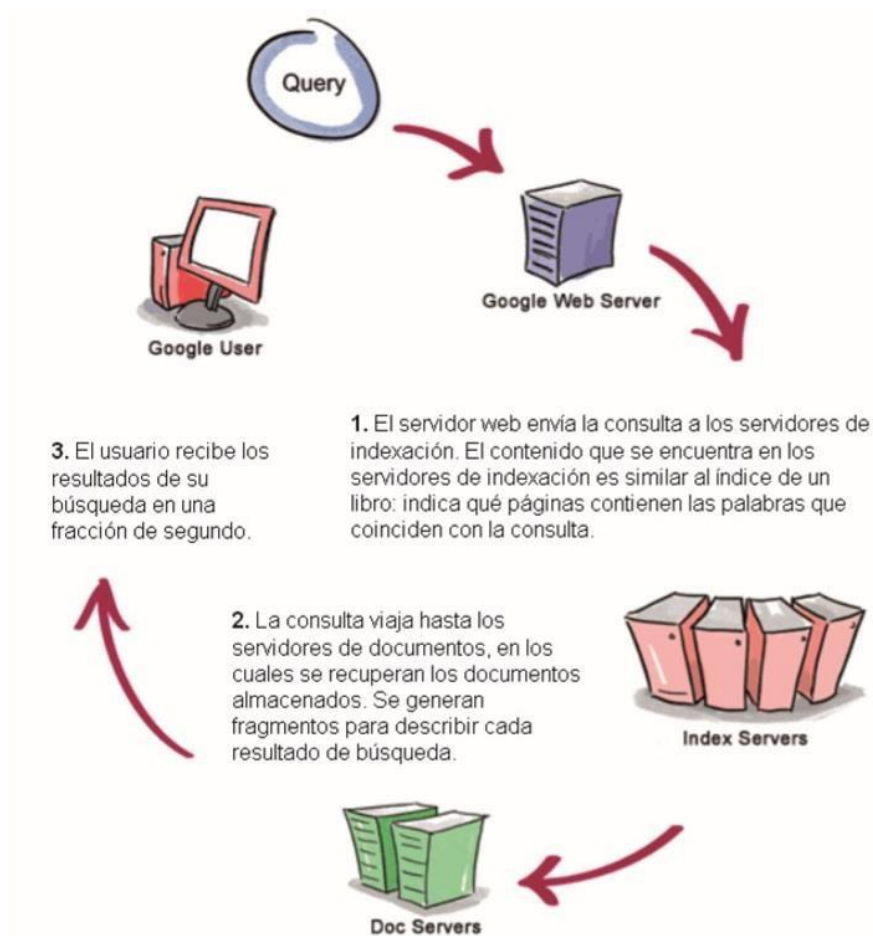 Query
Google Web Server
Google User
1. El servidor web envía la consulta a los servidores de
indexación. El contenido que se encuentra en los
servidores de indexación es similar al índice de un
libro: indica qué páginas contienen las palabras que
coinciden con la consulta.
3. El usuario recibe los
resultados de su
búsqueda en una
fracción de segundo.
2. La consulta viaja hasta los
servidores de documentos, en los
cuales se recuperan los documentos
almacenados. Se generan
fragmentos para describir cada
resultado de búsqueda.
Index Servers
Doc Servers